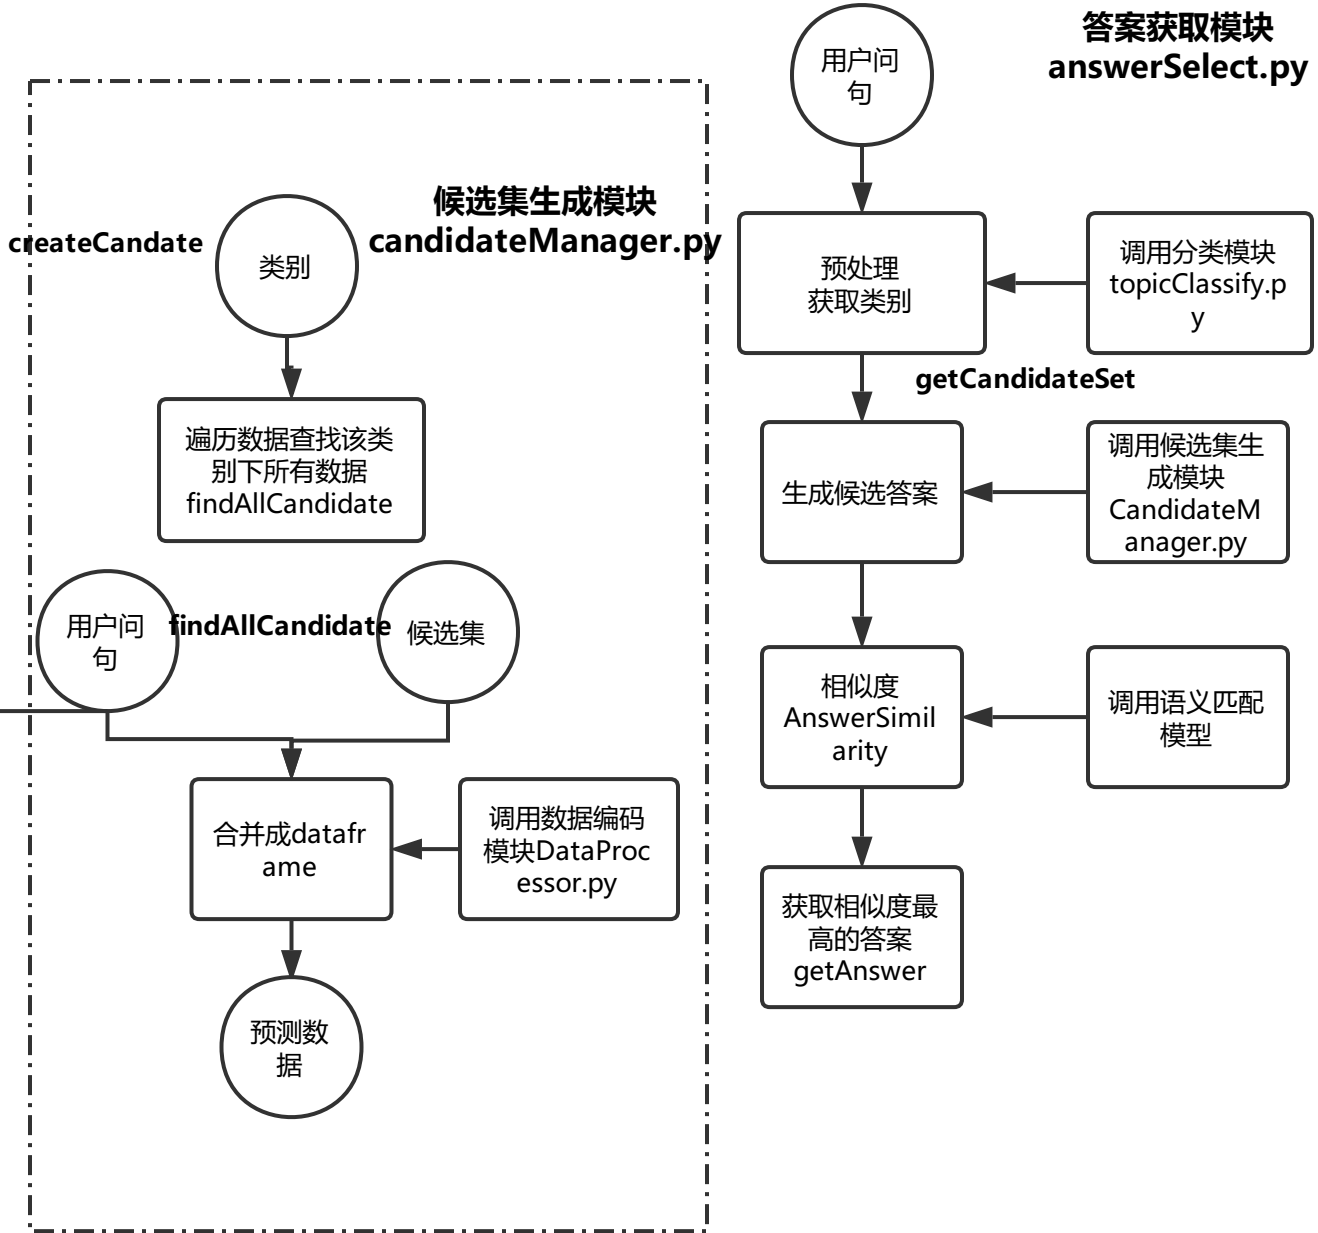 候选集生成模块
candidateManager.py
createCandate
类别
遍历数据查找该类
别下所有数据
findAllCandidate
用户问
句
findAllCandidate
候选集
合并成datafr
ame
调用数据编码
模块DataProc
essor.py
预测数
据
答案获取模块
answerSelect.py
用户问
句
预处理
获取类别
调用分类模块
topicClassify.p
y
getCandidateSet
生成候选答案
调用候选集生
成模块
CandidateM
anager.py
相似度
AnswerSimil
arity
调用语义匹配
模型
获取相似度最
高的答案
getAnswer